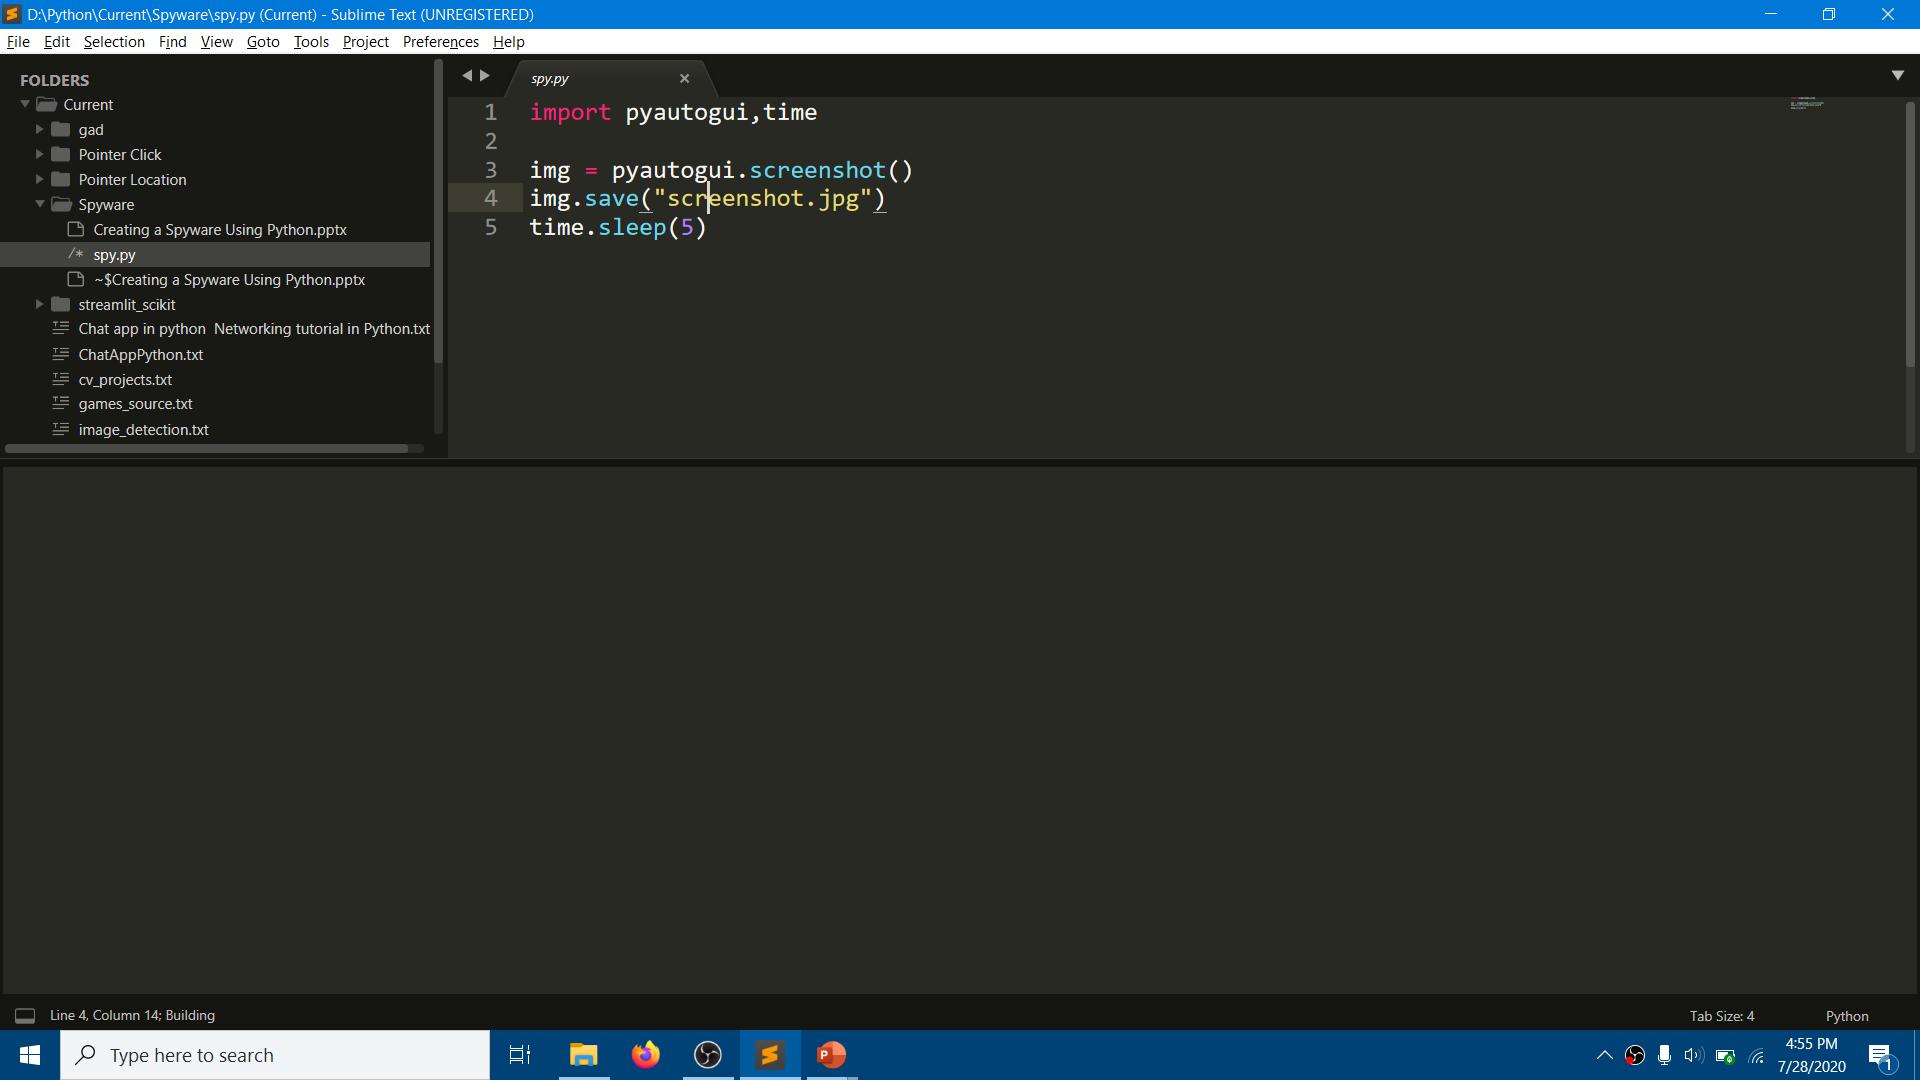 D:\Python\Current\Spyware\spy.py (Current) - Sublime Text (UNREGISTERED)
File Edit Selection Find View Goto Tools Project Preferences Help
FOLDERS
Current
gad
Pointer Click
Pointer Location
Spyware
Creating a Spyware Using Python.pptx
/* spy.py
~$Creating a Spyware Using Python.pptx
streamlit_scikit
Chat app in python  Networking tutorial in Python.txt
ChatAppPython.txt
cv_projects.txt
games_source.txt
image_detection.txt
spy.py
1 import pyautogui,time
2
3 img = pyautogui.screenshot()
4 img.save("screenshot.jpg")
5 time.sleep(5)
Line 4, Column 14; Building
Tab Size: 4
Python
Type here to search
4:55 PM
7/28/2020
1